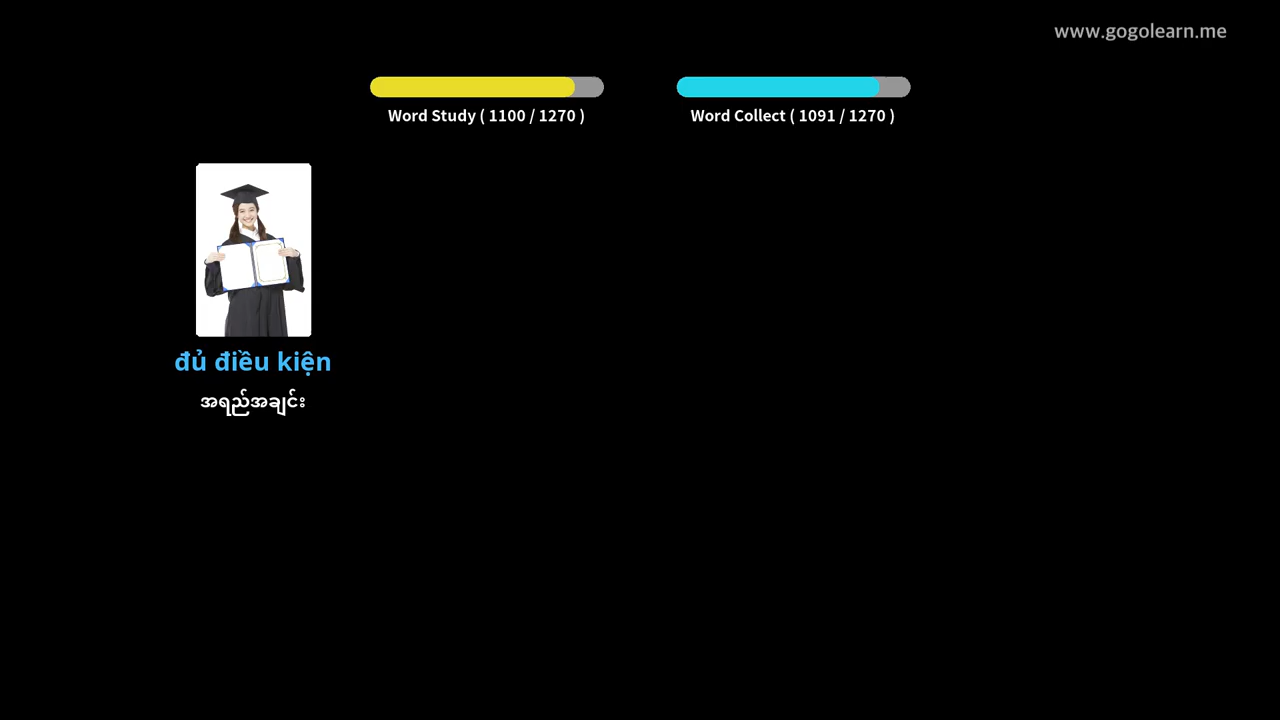 www.gogolearn.me
Word Study ( 1100 / 1270 )
Word Collect ( 1091 / 1270 )
đủ điều kiện
အရည်အချင်း